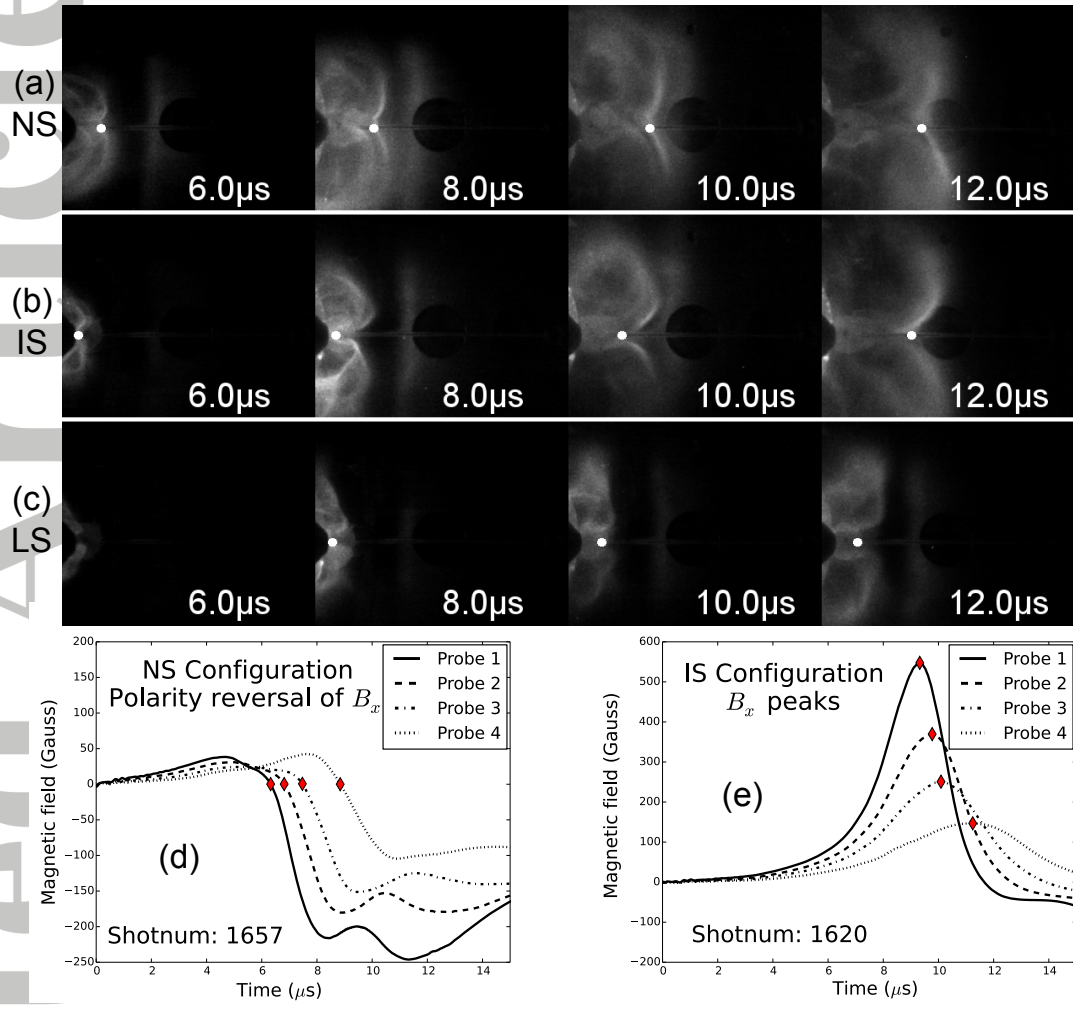 (a)
NS
6.0μs
8.0μs
10.0μs
12.0μs
(b)
IS
6.0μs
8.0μs
10.0μs
12.0μs
(c)
LS
6.0μs
8.0μs
10.0μs
12.0μs
NS Configuration
Polarity reversal of Bx
Probe 1
Probe 2
Probe 3
Probe 4
(d)
Shotnum: 1657
Magnetic field (Gauss)
200
150
100
50
0
−50
−100
−150
−200
−250
0 2 4 6 8 10 12 14
Time (μs)
IS Configuration
Bx peaks
Probe 1
Probe 2
Probe 3
Probe 4
(e)
Shotnum: 1620
Magnetic field (Gauss)
600
500
400
300
200
100
0
−100
−200
0 2 4 6 8 10 12 14
Time (μs)